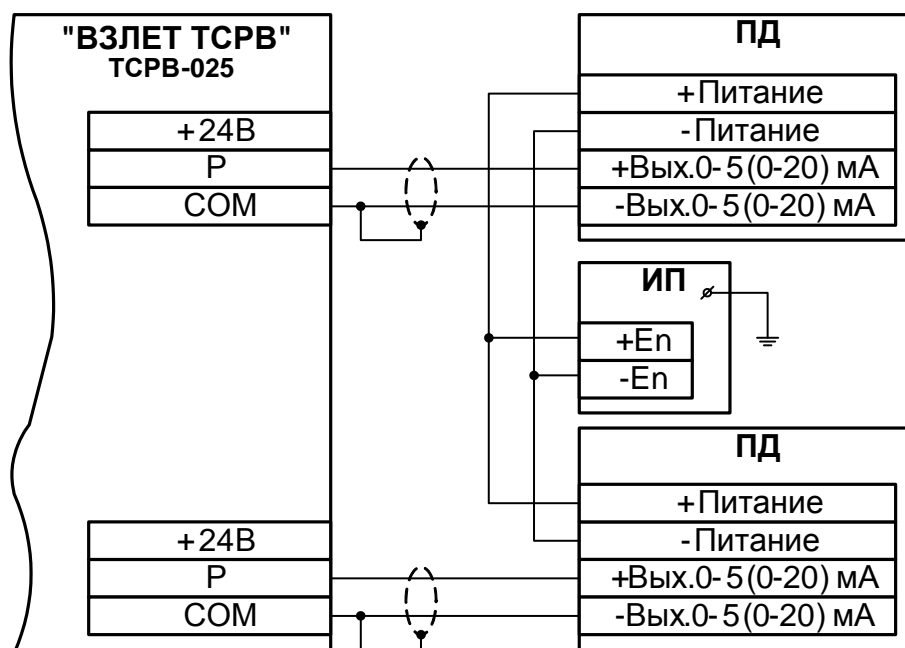 "ВЗЛЕТ ТСРВ"
ТСРВ-025
+24В
Р
СОМ
ПД
+Питание
-Питание
+Вых.0-5(0-20) мА
-Вых.0-5(0-20) мА
ИП
+En
-En
ПД
+Питание
-Питание
+Вых.0-5(0-20) мА
-Вых.0-5(0-20) мА
+24В
Р
СОМ